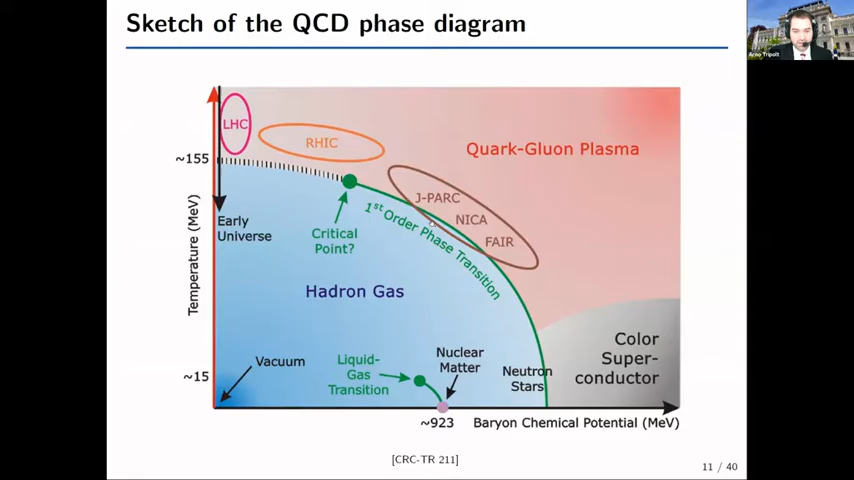 Sketch of the QCD phase diagram
Arno Tripolt
LHC
RHIC
Quark-Gluon Plasma
~155
J-PARC
NICA
FAIR
1st Order Phase Transition
Early
Universe
Critical
Point?
Temperature (MeV)
Hadron Gas
Color
Super-
conductor
Vacuum
Liquid-
Gas
Transition
Nuclear
Matter
Neutron
Stars
~15
~923
Baryon Chemical Potential (MeV)
[CRC-TR 211]
11 / 40